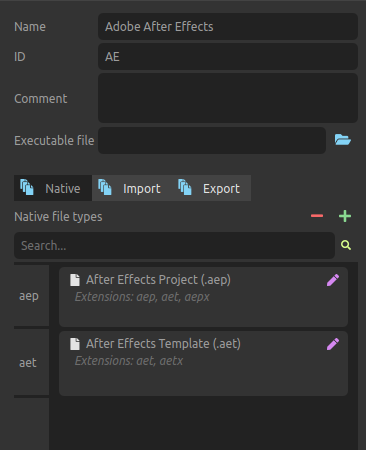 Name Adobe After Effects
ID AE
Comment
Executable file
Native Import Export
Native file types
Search...
aep After Effects Project (.aep)
Extensions: aep, aet, aepx
aet After Effects Template (.aet)
Extensions: aet, aetx